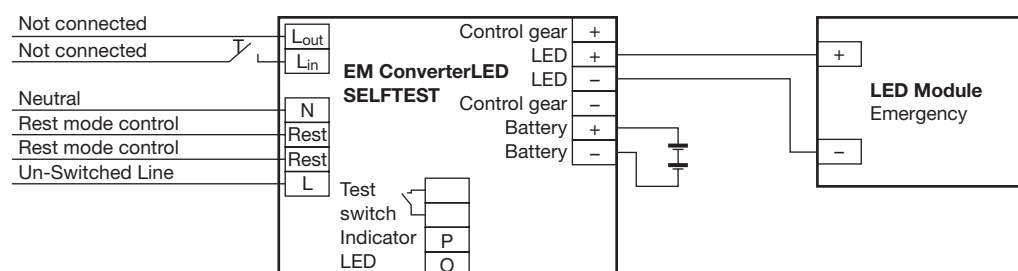 Not connected
Not connected
Neutral
Rest mode control
Rest mode control
Un-Switched Line
Lout
Lin
N
Rest
Rest
L
EM ConverterLED
SELFTEST
Control gear +
LED +
LED –
Control gear –
Battery +
Battery –
Test
switch
Indicator P
LED O
+
–
LED Module
Emergency